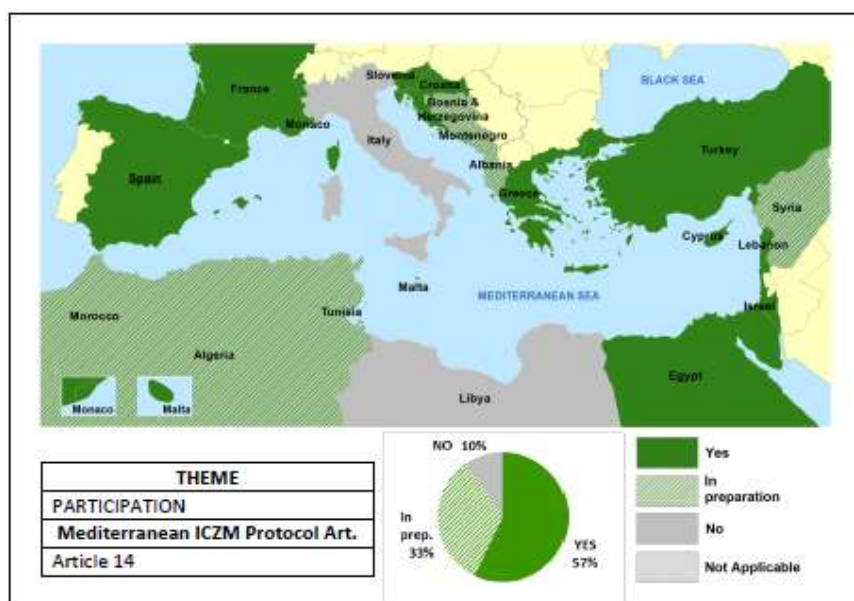 BLACK SEA
Slovenia
Croatia
France
Bosnia &
Herzegovina
Monaco
Italy
Montenegro
Turkey
Albania
Spain
Greece
Syria
Cyprus
Lebanon
Malta
MEDITERRANEAN SEA
Israel
Morocco
Tunisia
Algeria
Egypt
Libya
Monaco
Malta
THEME
PARTICIPATION
Mediterranean ICZM Protocol Art.
Article 14
NO 10%
In
prep.
33%
YES
57%
Yes
In
preparation
No
Not Applicable